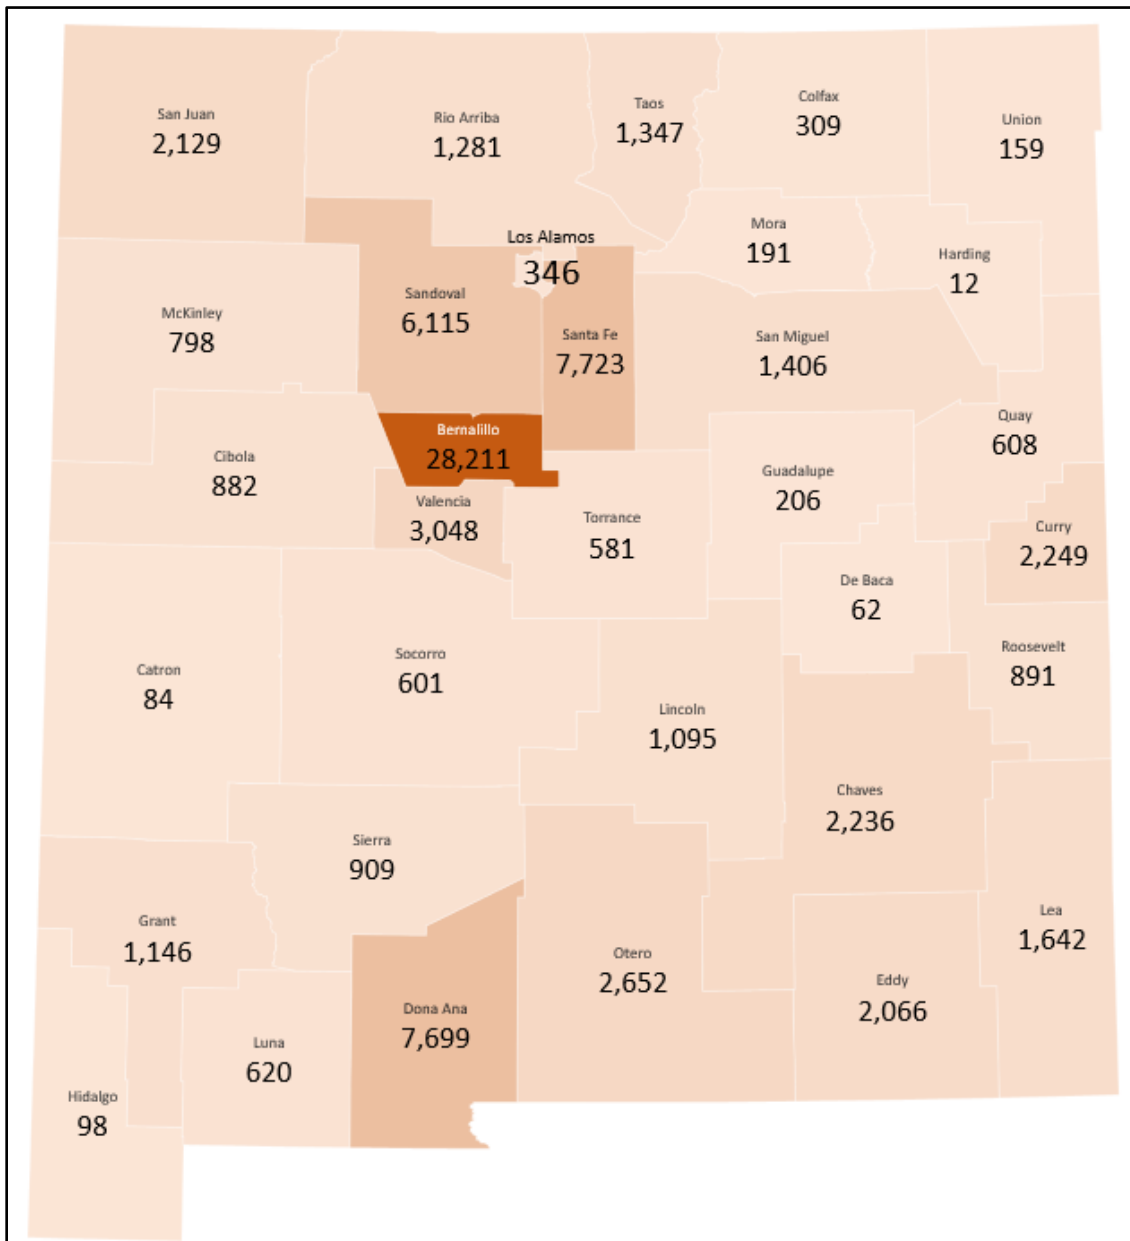 San Juan
2,129
Rio Arriba
1,281
Taos
1,347
Colfax
309
Union
159
Mora
191
Harding
12
Los Alamos
346
Sandoval
6,115
Santa Fe
7,723
San Miguel
1,406
McKinley
798
Quay
608
Bernalillo
28,211
Cibola
882
Guadalupe
206
Valencia
3,048
Torrance
581
Curry
2,249
De Baca
62
Catron
84
Socorro
601
Roosevelt
891
Lincoln
1,095
Chaves
2,236
Sierra
909
Grant
1,146
Lea
1,642
Otero
2,652
Eddy
2,066
Dona Ana
7,699
Luna
620
Hidalgo
98